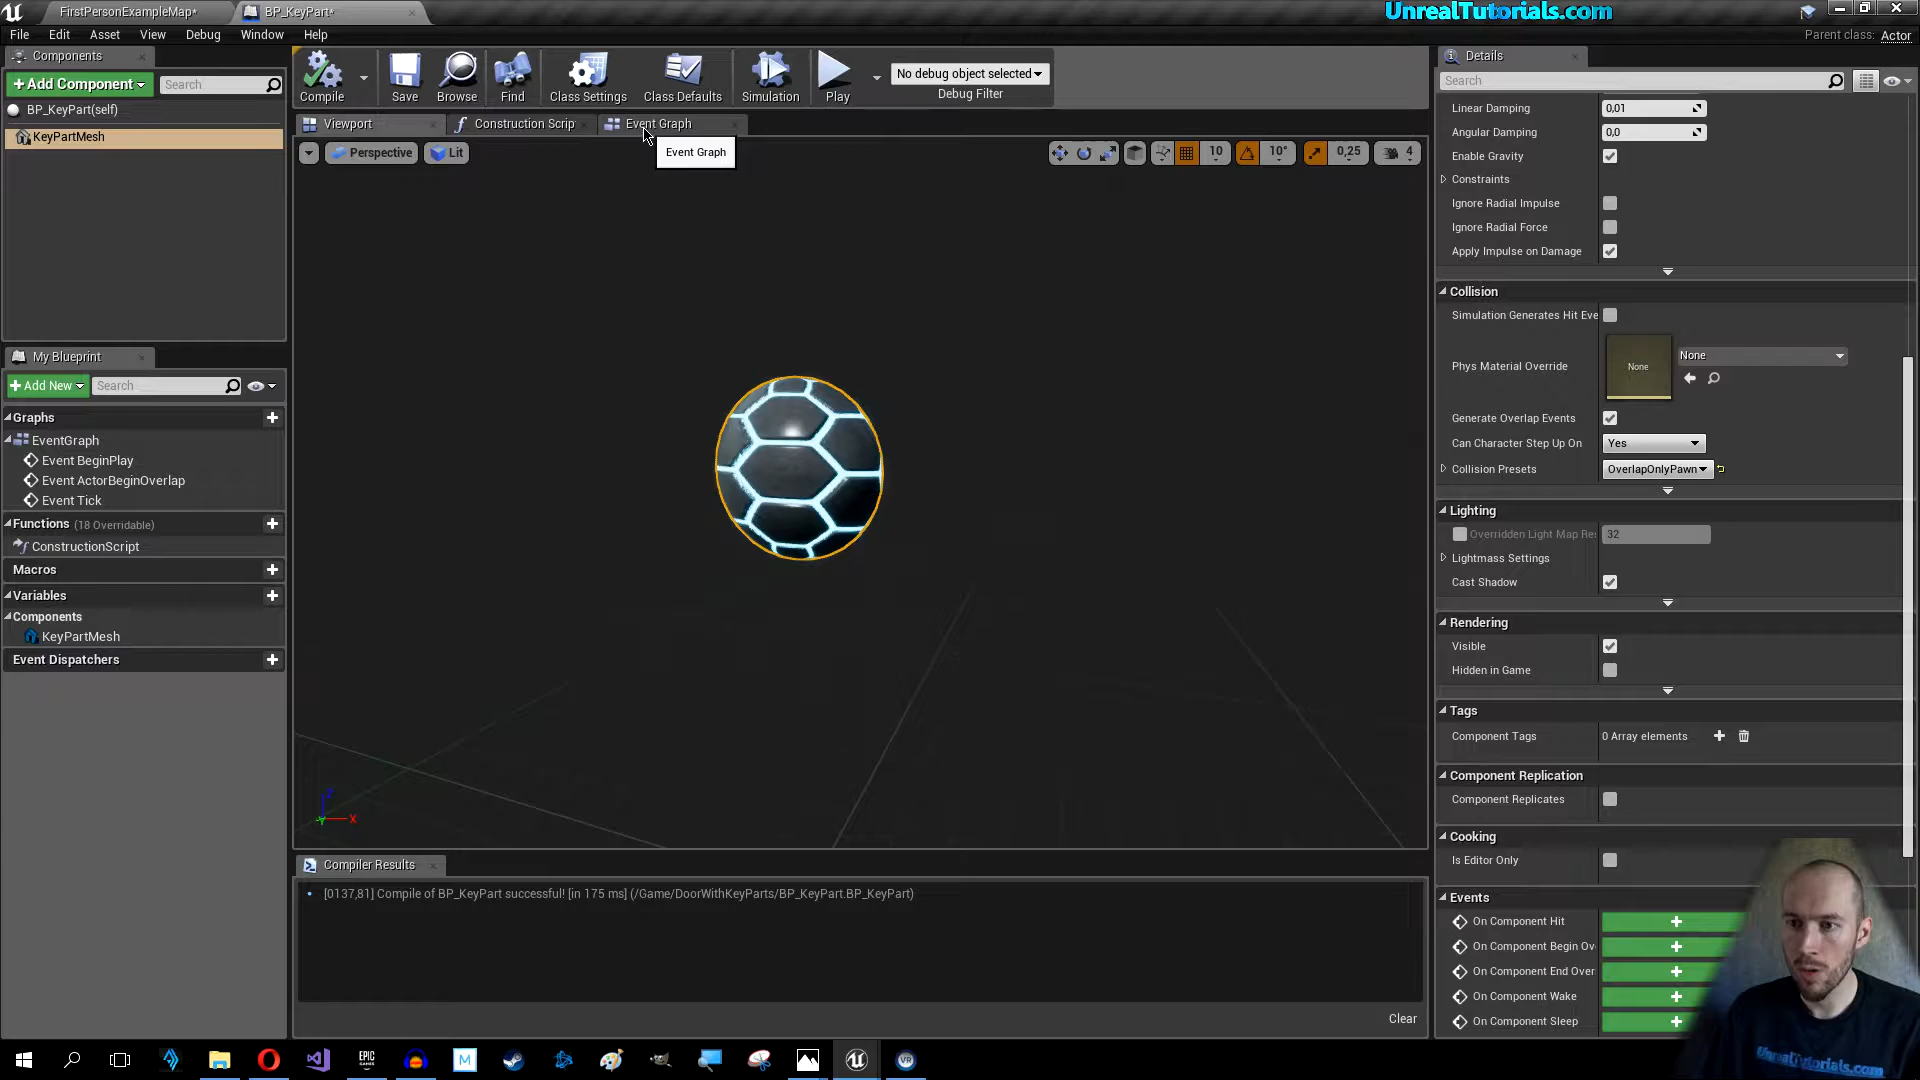 FirstPersonExampleMap*
BP_KeyPart*
UnrealTutorials.com
File Edit Asset View Debug Window Help
Parent class: Actor
Components
Add Component
Search
BP_KeyPart(self)
KeyPartMesh
Compile
Save
Browse
Find
Class Settings
Class Defaults
Simulation
Play
No debug object selected
Debug Filter
Viewport
Construction Scrip
Event Graph
Perspective
Lit
Event Graph
10
10°
0,25
4
My Blueprint
Add New
Search
Graphs
EventGraph
Event BeginPlay
Event ActorBeginOverlap
Event Tick
Functions (18 Overridable)
ConstructionScript
Macros
Variables
Components
KeyPartMesh
Event Dispatchers
Z
X
Y
Compiler Results
[0137,81] Compile of BP_KeyPart successful! [in 175 ms] (/Game/DoorWithKeyParts/BP_KeyPart.BP_KeyPart)
Clear
Details
Search
Linear Damping 0,01
Angular Damping 0,0
Enable Gravity
Constraints
Ignore Radial Impulse
Ignore Radial Force
Apply Impulse on Damage
Collision
Simulation Generates Hit Eve
Phys Material Override
None
None
Generate Overlap Events
Can Character Step Up On Yes
Collision Presets OverlapOnlyPawn
Lighting
Overridden Light Map Re 32
Lightmass Settings
Cast Shadow
Rendering
Visible
Hidden in Game
Tags
Component Tags 0 Array elements
Component Replication
Component Replicates
Cooking
Is Editor Only
Events
On Component Hit
On Component Begin Ov
On Component End Over
On Component Wake
On Component Sleep
EPIC GAMES
M
VR
UnrealTutorials.com